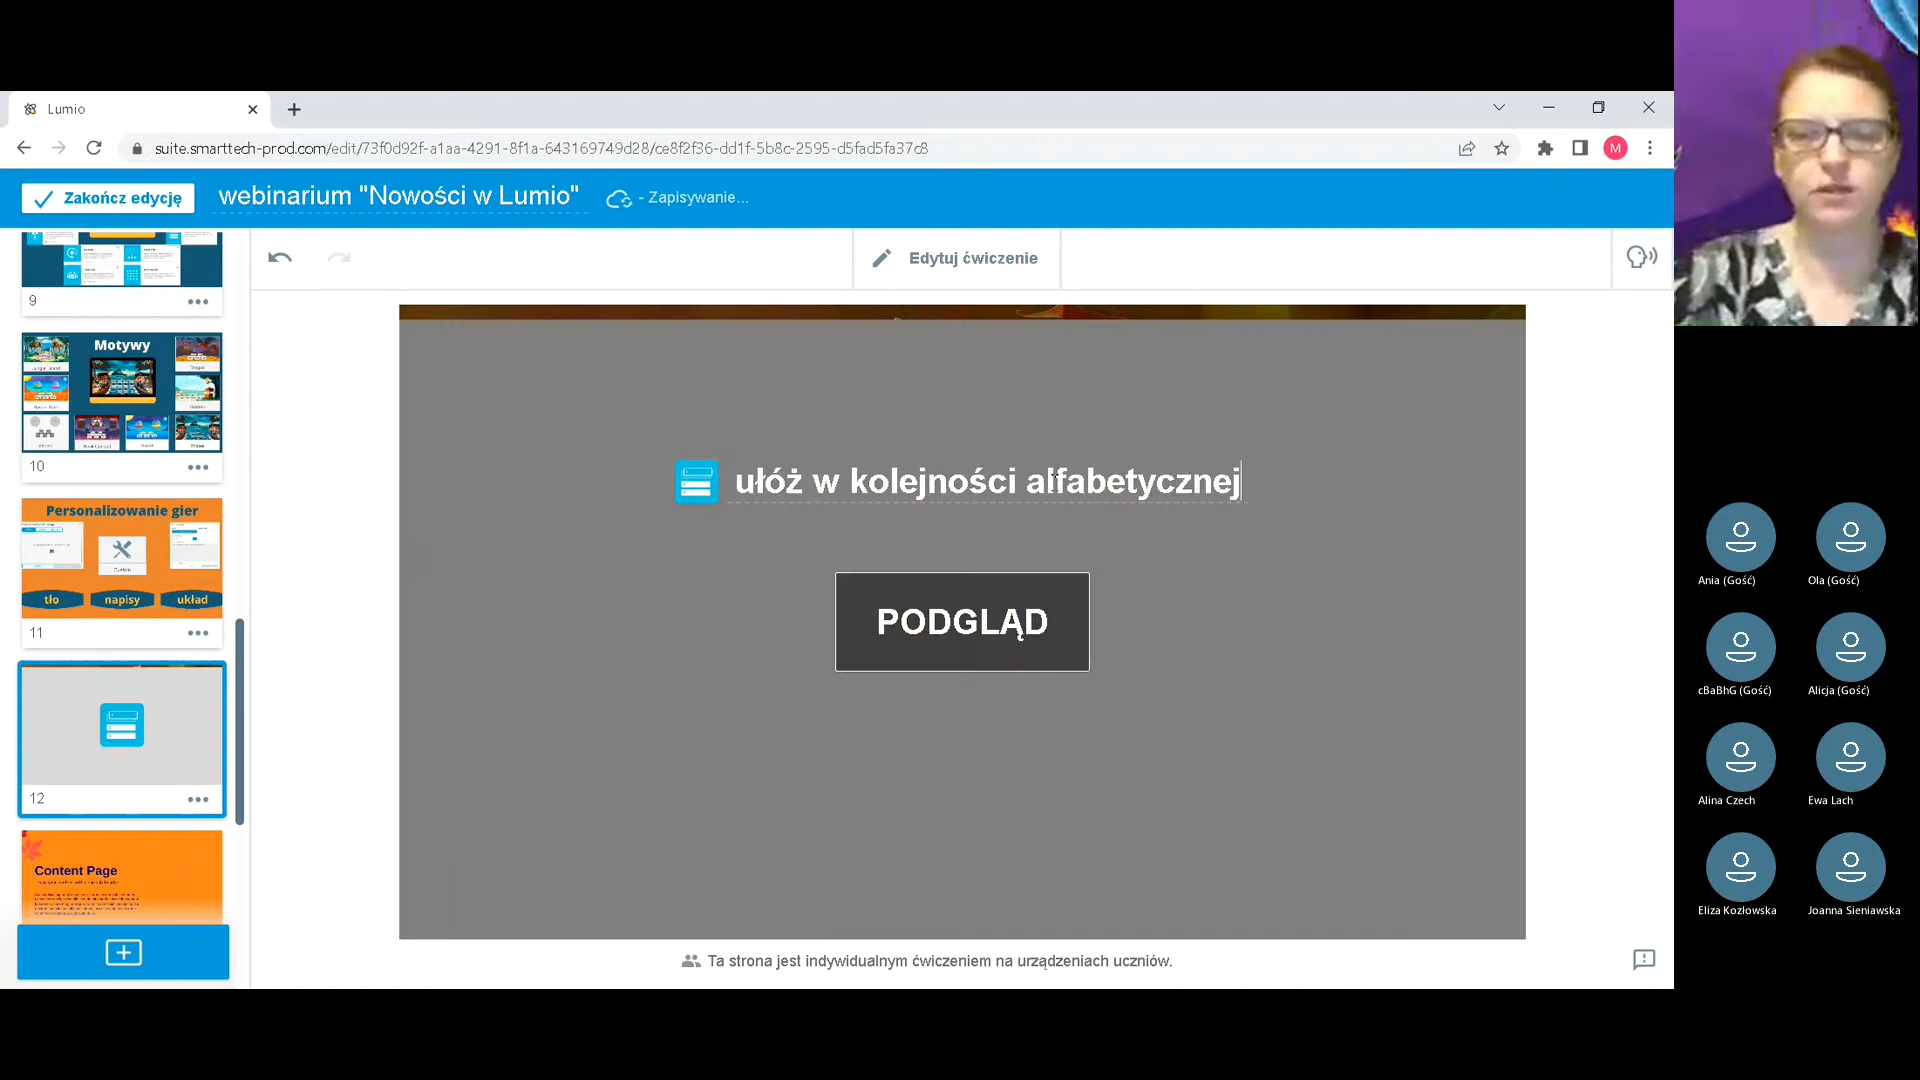 Lumio
suite.smarttech-prod.com/edit/73f0d92f-a1aa-4291-8f1a-643169749d28/ce8f2f36-dd1f-5b8c-2595-d5fad5fa37c8
M
Zakończ edycję
webinarium "Nowości w Lumio"
- Zapisywanie...
Edytuj ćwiczenie
9
Motywy
10
Personalizowanie gier
tło
napisy
układ
11
12
Content Page
ułóż w kolejności alfabetycznej
PODGLĄD
Ta strona jest indywidualnym ćwiczeniem na urządzeniach uczniów.
Ania (Gość)
Ola (Gość)
cBaBhG (Gość)
Alicja (Gość)
Alina Czech
Ewa Lach
Eliza Kozłowska
Joanna Sieniawska